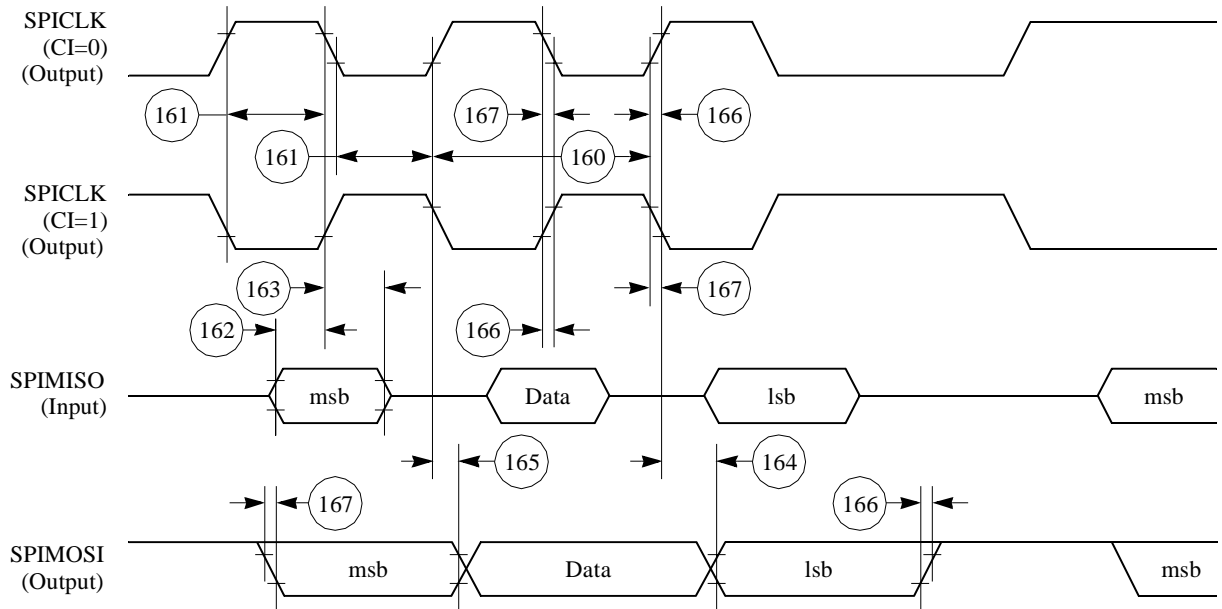 SPICLK
(CI=0)
(Output)
161
167
166
161
160
SPICLK
(CI=1)
(Output)
163
167
162
166
SPIMISO
(Input)
msb
Data
lsb
msb
165
164
167
166
SPIMOSI
(Output)
msb
Data
lsb
msb